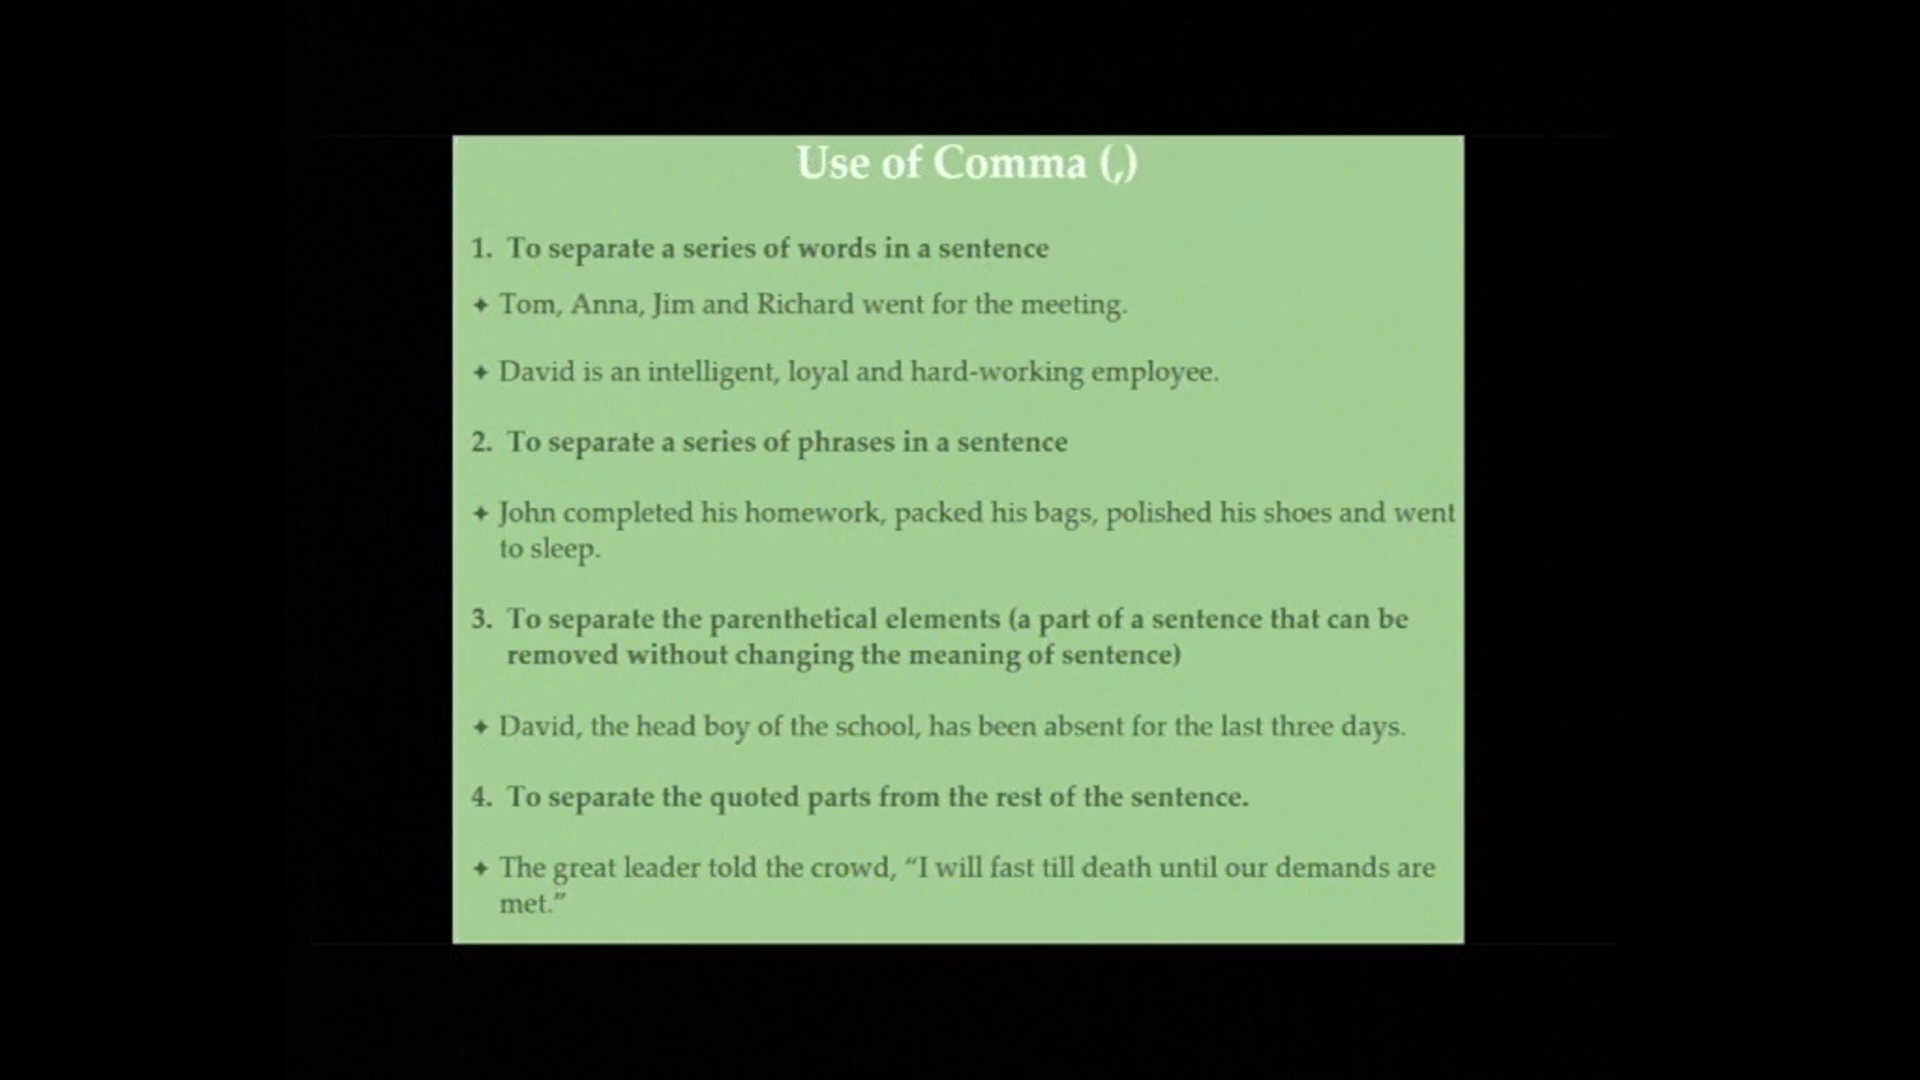 Use of Comma (,)
1. To separate a series of words in a sentence
✦ Tom, Anna, Jim and Richard went for the meeting.
✦ David is an intelligent, loyal and hard-working employee.
2. To separate a series of phrases in a sentence
✦ John completed his homework, packed his bags, polished his shoes and went
to sleep.
3. To separate the parenthetical elements (a part of a sentence that can be
removed without changing the meaning of sentence)
✦ David, the head boy of the school, has been absent for the last three days.
4. To separate the quoted parts from the rest of the sentence.
✦ The great leader told the crowd, “I will fast till death until our demands are
met.”